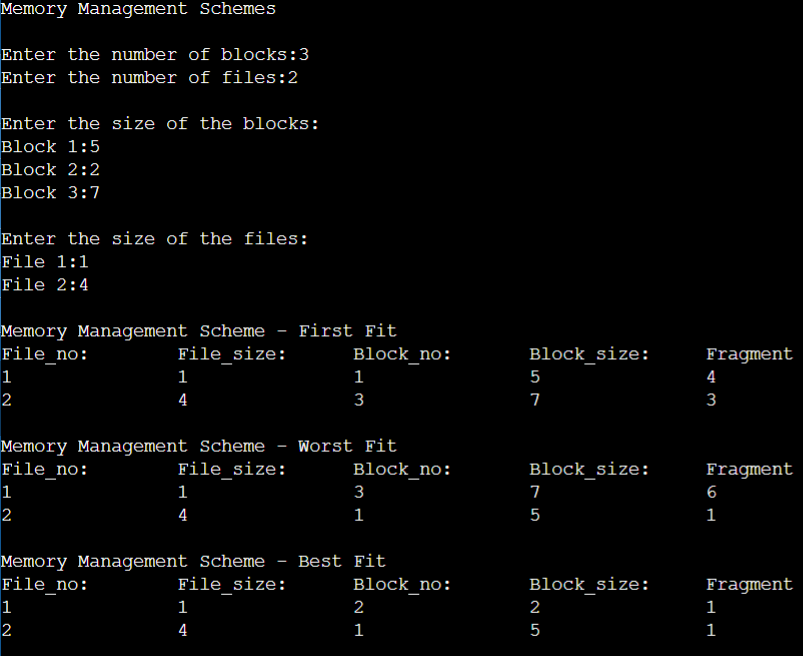 Memory Management Schemes
Enter the number of blocks:3
Enter the number of files:2
Enter the size of the blocks:
Block 1:5
Block 2:2
Block 3:7
Enter the size of the files:
File 1:1
File 2:4
Memory Management Scheme - First Fit
File_no: File_size: Block_no: Block_size: Fragment
1 1 1 5 4
2 4 3 7 3
Memory Management Scheme - Worst Fit
File_no: File_size: Block_no: Block_size: Fragment
1 1 3 7 6
2 4 1 5 1
Memory Management Scheme - Best Fit
File_no: File_size: Block_no: Block_size: Fragment
1 1 2 2 1
2 4 1 5 1